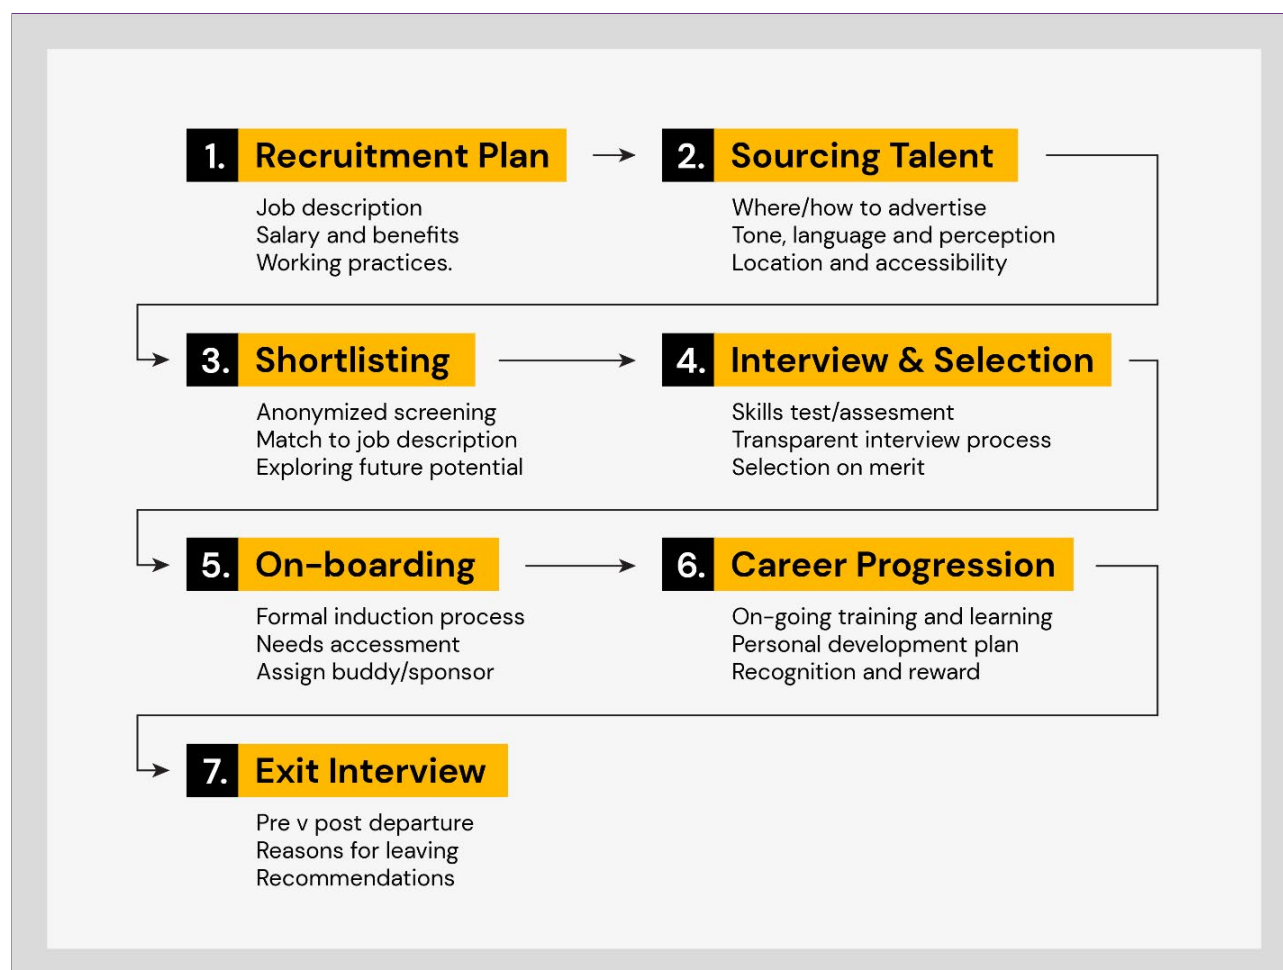 1. Recruitment Plan
Job description
Salary and benefits
Working practices.
2. Sourcing Talent
Where/how to advertise
Tone, language and perception
Location and accessibility
3. Shortlisting
Anonymized screening
Match to job description
Exploring future potential
4. Interview & Selection
Skills test/assesment
Transparent interview process
Selection on merit
5. On-boarding
Formal induction process
Needs accessment
Assign buddy/sponsor
6. Career Progression
On-going training and learning
Personal development plan
Recognition and reward
7. Exit Interview
Pre v post departure
Reasons for leaving
Recommendations